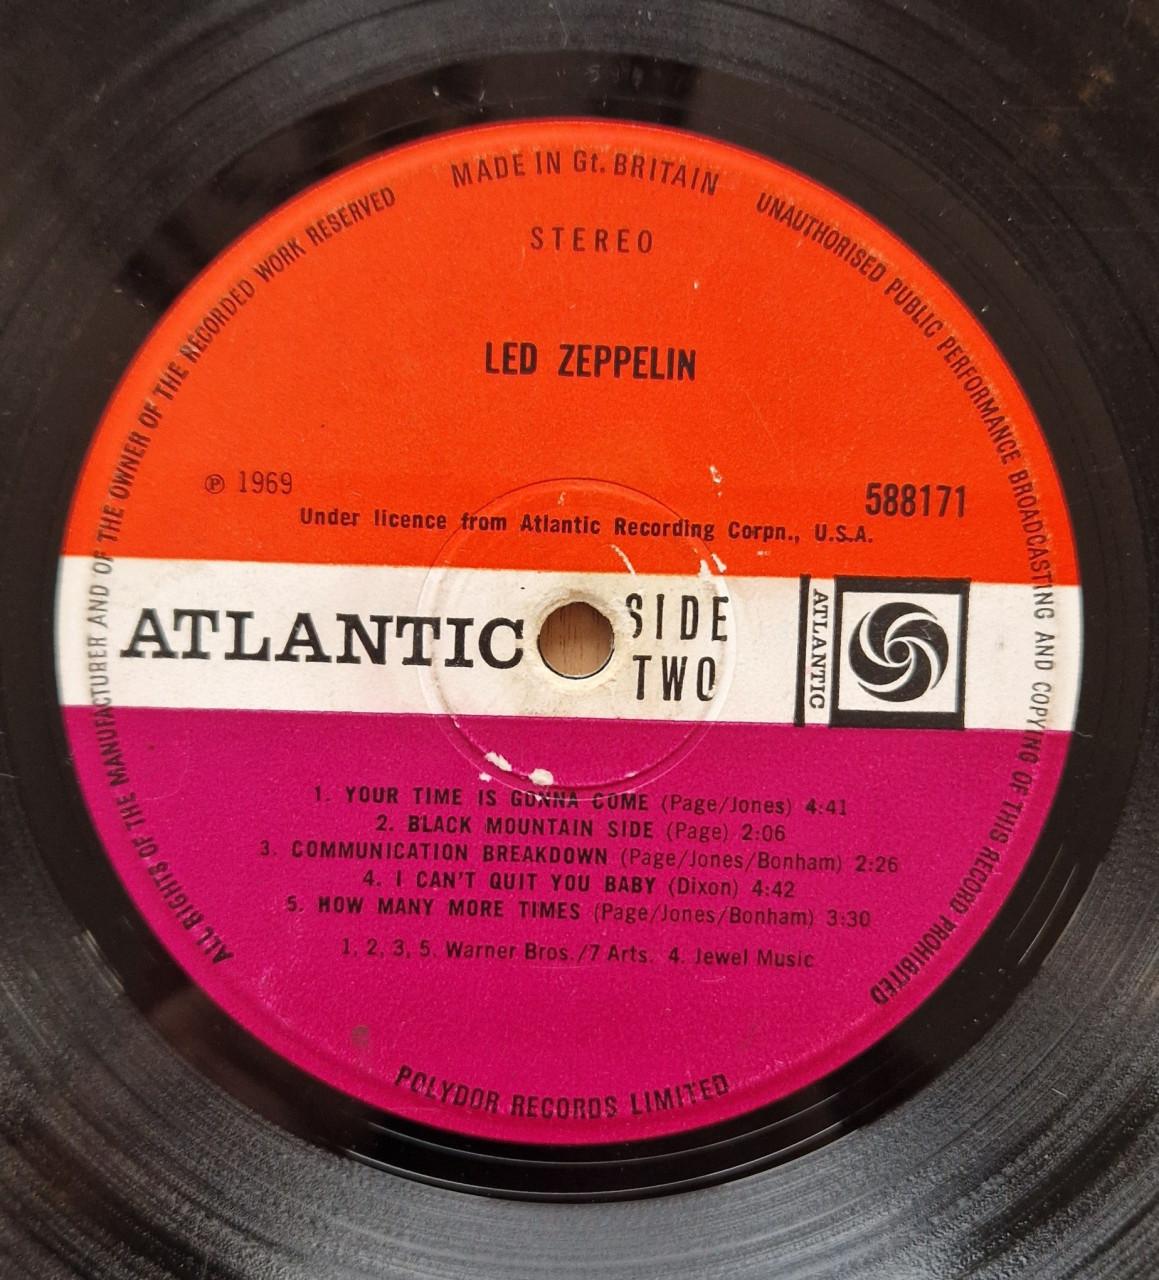 MADE IN Gt. BRITAIN
UNAUTHORISED PUBLIC PERFORMANCE BROADCASTING AND COPYING OF THIS RECORD PROHIBITED
ALL RIGHTS OF THE MANUFACTURER AND OF THE OWNER OF THE RECORDED WORK RESERVED
STEREO
LED ZEPPELIN
℗ 1969
588171
Under licence from Atlantic Recording Corpn., U.S.A.
ATLANTIC
SIDE
TWO
ATLANTIC
1. YOUR TIME IS GONNA COME (Page/Jones) 4:41
2. BLACK MOUNTAIN SIDE (Page) 2:06
3. COMMUNICATION BREAKDOWN (Page/Jones/Bonham) 2:26
4. I CAN'T QUIT YOU BABY (Dixon) 4:42
5. HOW MANY MORE TIMES (Page/Jones/Bonham) 3:30
1, 2, 3, 5. Warner Bros./7 Arts. 4. Jewel Music
POLYDOR RECORDS LIMITED